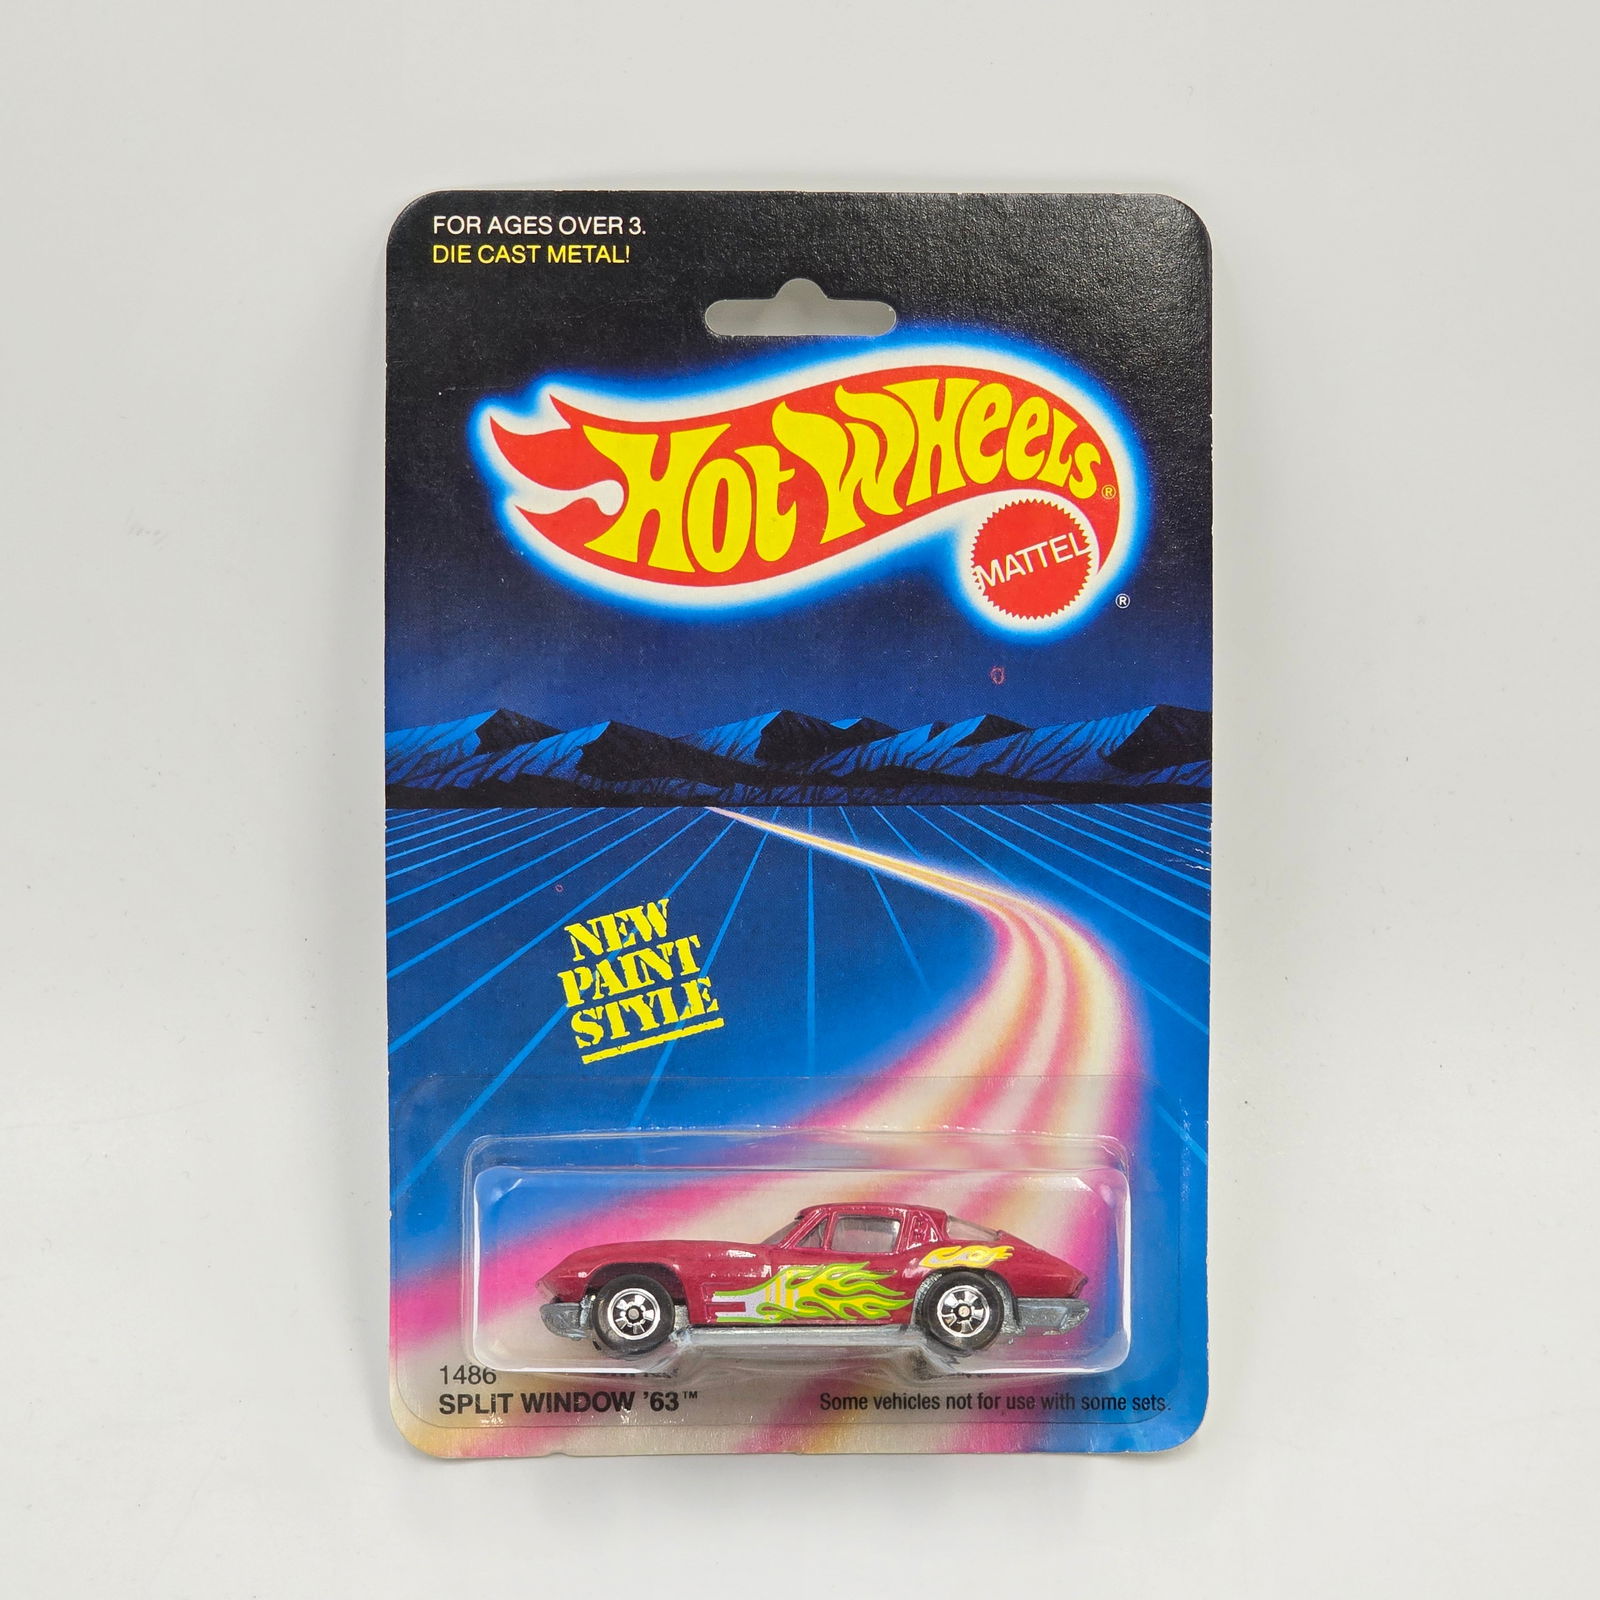 FOR AGES OVER 3.
DIE CAST METAL!
HOT WHEELS®
MATTEL
®
NEW
PAINT
STYLE
1486
SPLIT WINDOW '63™
Some vehicles not for use with some sets.